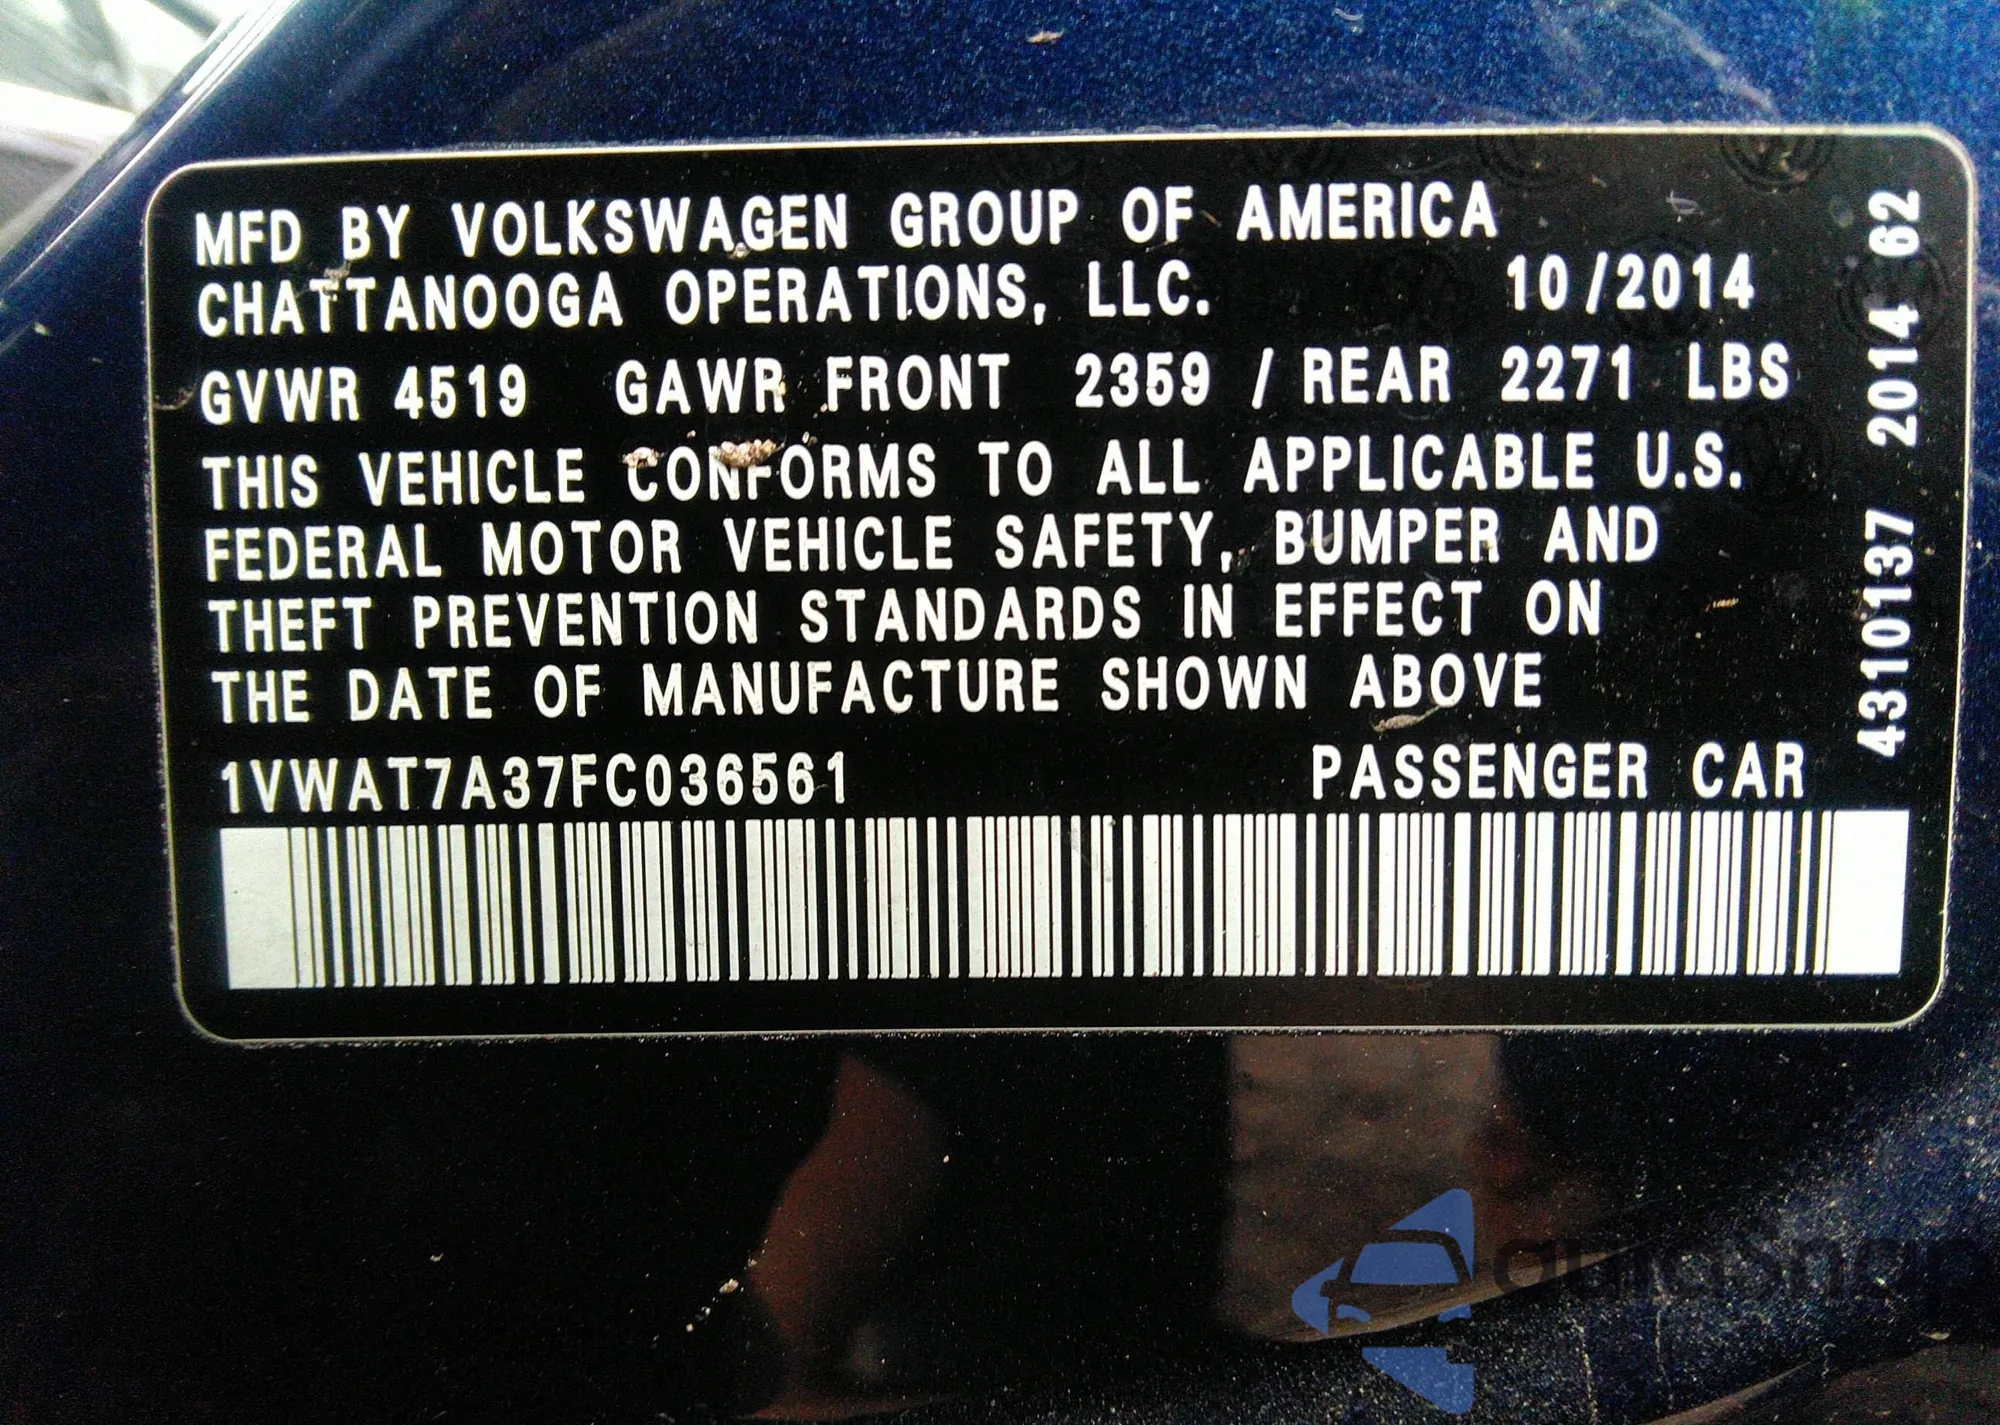 MFD BY VOLKSWAGEN GROUP OF AMERICA
CHATTANOOGA OPERATIONS, LLC. 10/2014
GVWR 4519 GAWR FRONT 2359 / REAR 2271 LBS
THIS VEHICLE CONFORMS TO ALL APPLICABLE U.S.
FEDERAL MOTOR VEHICLE SAFETY, BUMPER AND
THEFT PREVENTION STANDARDS IN EFFECT ON
THE DATE OF MANUFACTURE SHOWN ABOVE
1VWAT7A37FC036561 PASSENGER CAR
4310137 2014 62
autosnap